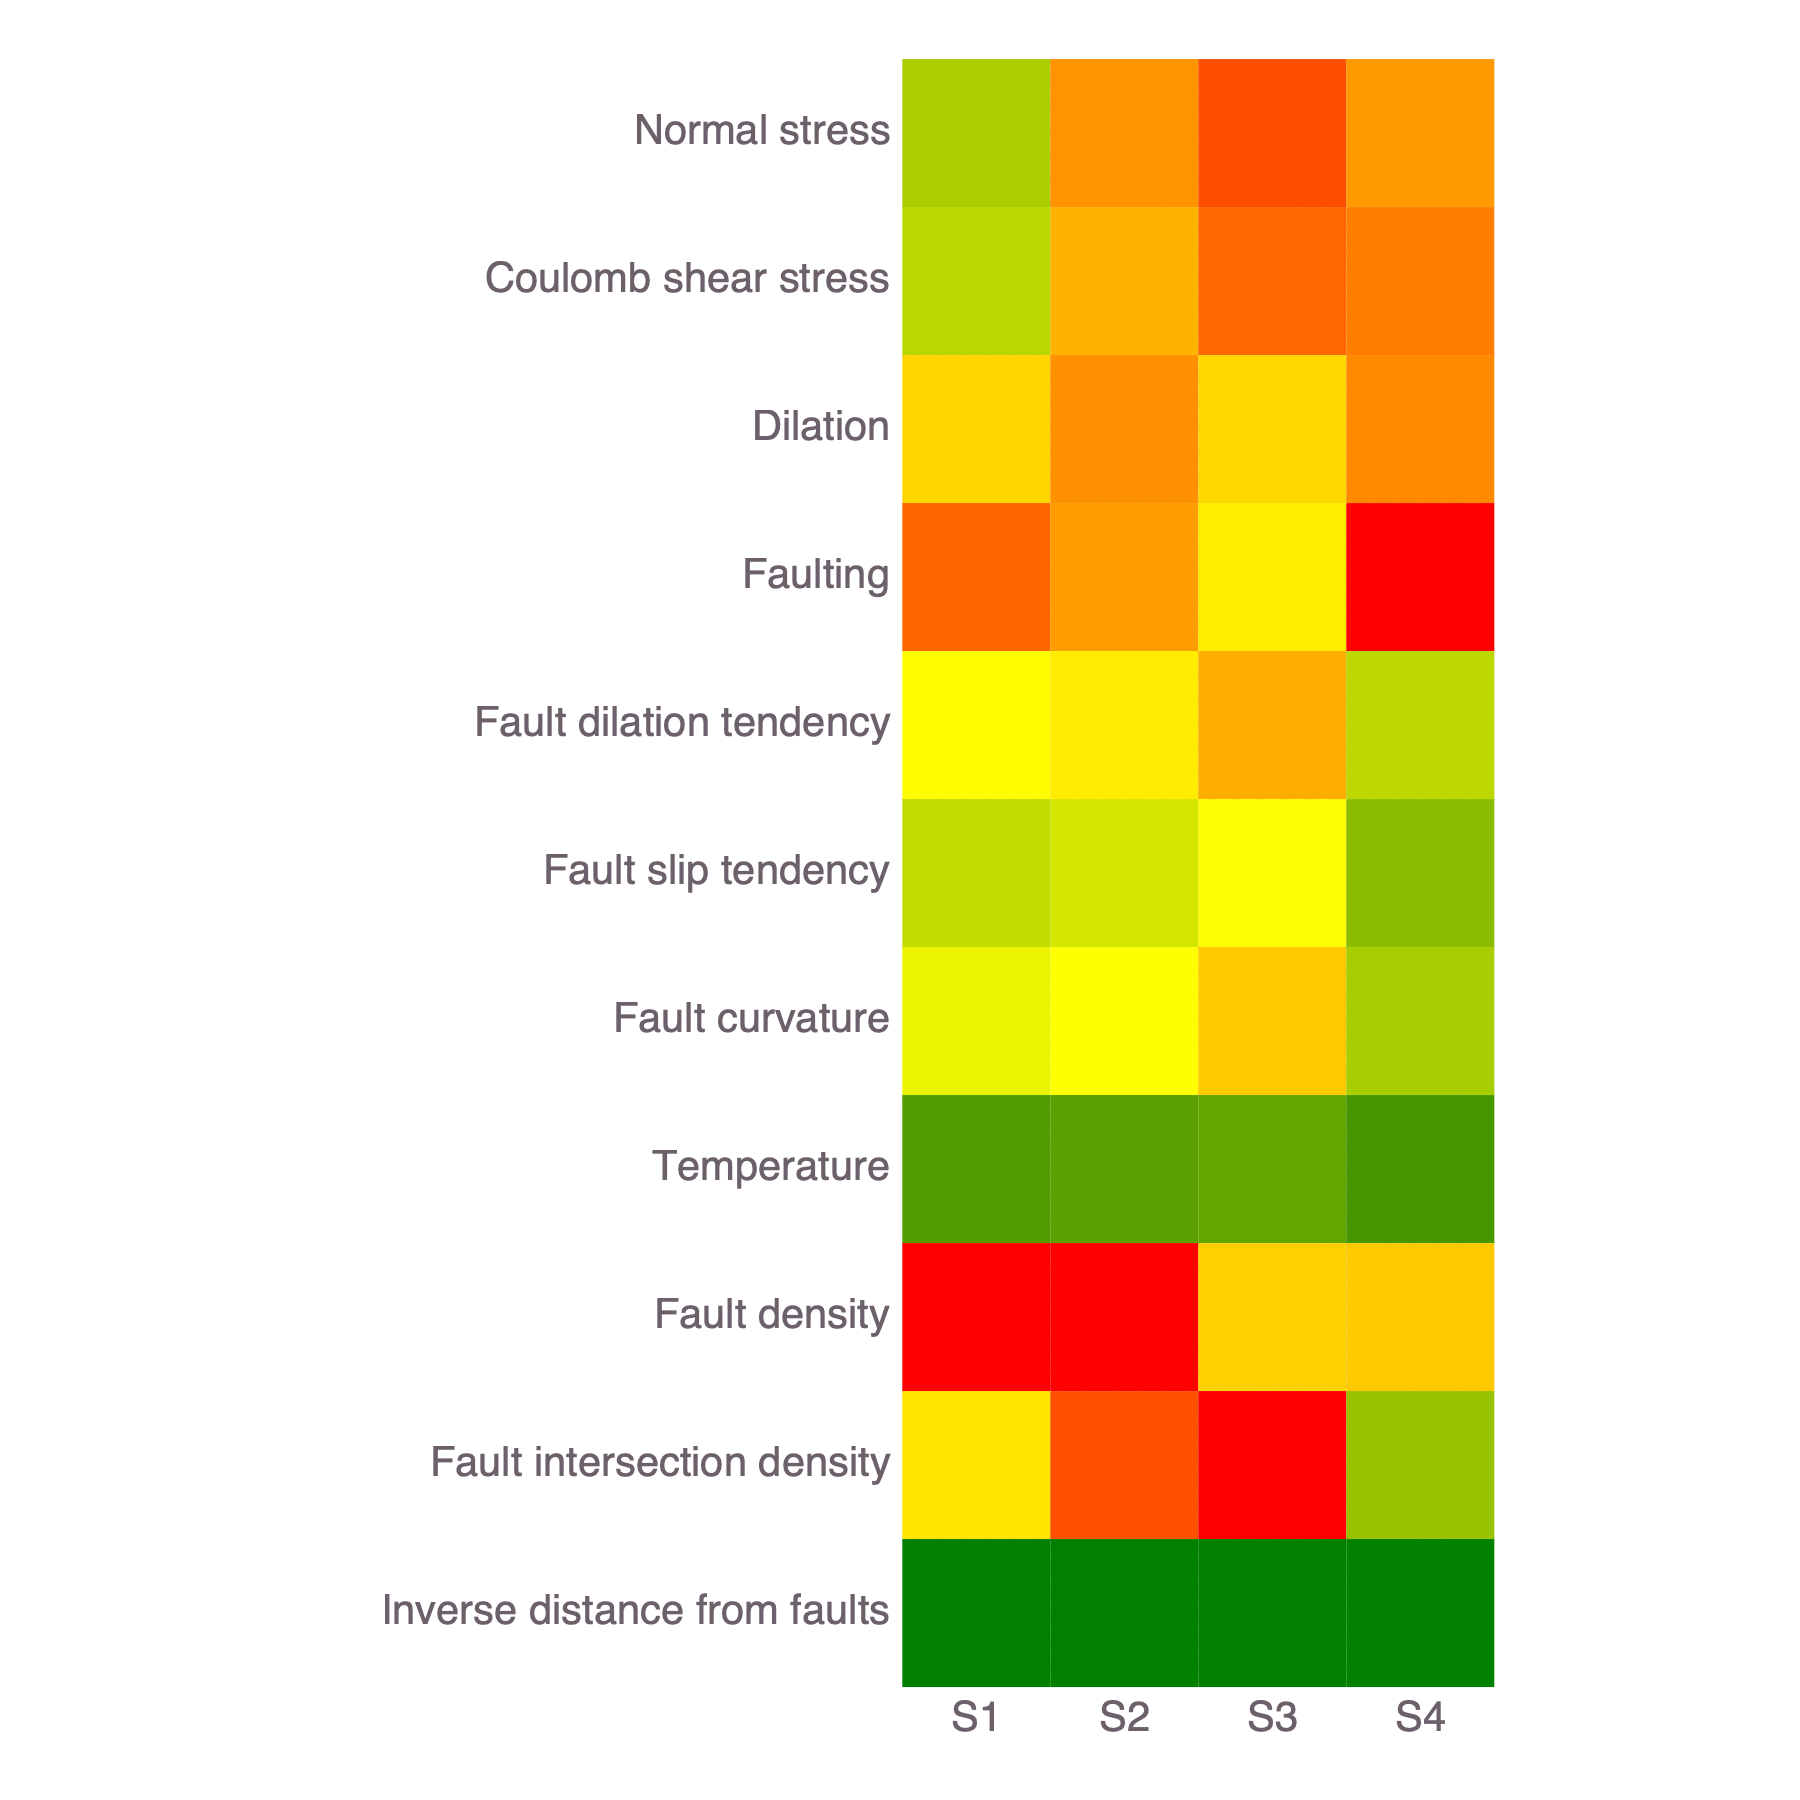 Normal stress
Coulomb shear stress
Dilation
Faulting
Fault dilation tendency
Fault slip tendency
Fault curvature
Temperature
Fault density
Fault intersection density
Inverse distance from faults
S1 S2 S3 S4